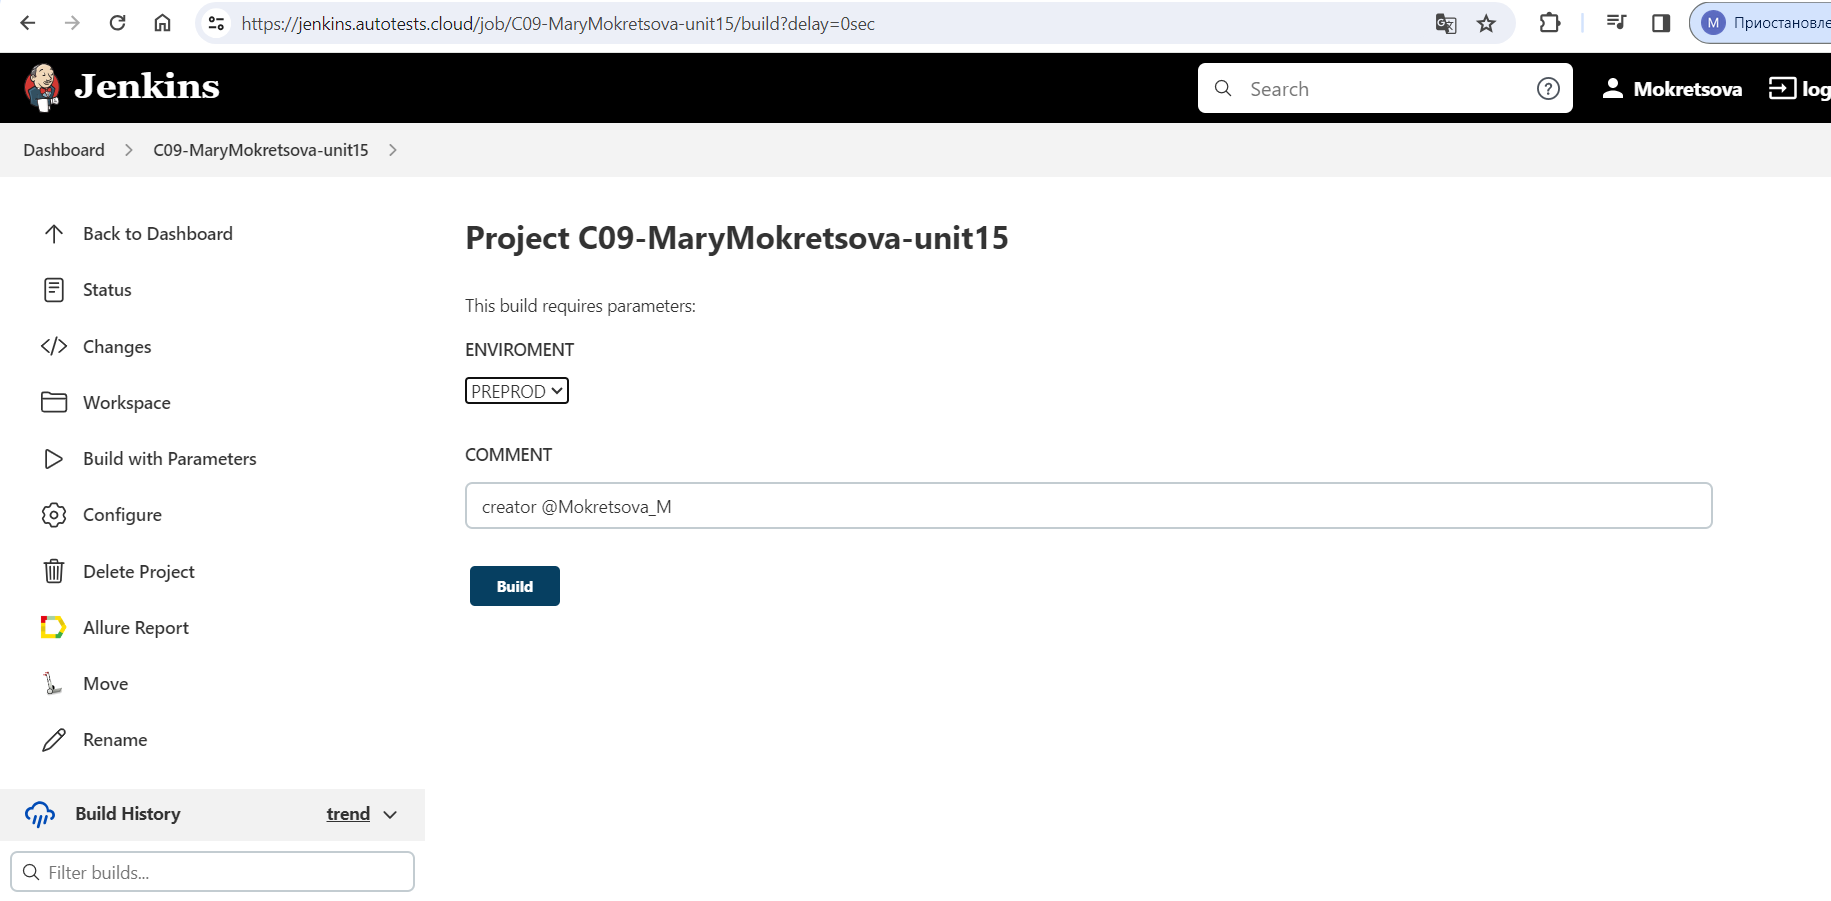 https://jenkins.autotests.cloud/job/C09-MaryMokretsova-unit15/build?delay=0sec
M Приостановле
Jenkins
Search
Mokretsova
log
Dashboard
C09-MaryMokretsova-unit15
Back to Dashboard
Status
Changes
Workspace
Build with Parameters
Configure
Delete Project
Allure Report
Move
Rename
Build History
trend
Filter builds...
Project C09-MaryMokretsova-unit15
This build requires parameters:
ENVIROMENT
PREPROD
COMMENT
creator @Mokretsova_M
Build